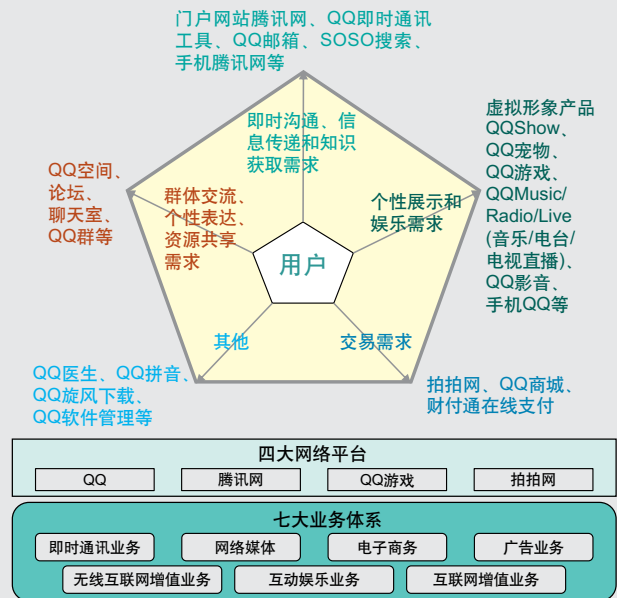 门户网站腾讯网、QQ即时通讯
工具、QQ邮箱、SOSO搜索、
手机腾讯网等
即时沟通、信
息传递和知识
获取需求
虚拟形象产品
QQShow、
QQ宠物、
QQ游戏、
QQMusic/
Radio/Live
(音乐/电台/
电视直播)、
QQ影音、
手机QQ等
个性展示和
娱乐需求
QQ空间、
论坛、
聊天室、
QQ群等
群体交流、
个性表达、
资源共享
需求
用户
其他
交易需求
QQ医生、QQ拼音、
QQ旋风下载、
QQ软件管理等
拍拍网、QQ商城、
财付通在线支付
四大网络平台
QQ
腾讯网
QQ游戏
拍拍网
七大业务体系
即时通讯业务
网络媒体
电子商务
广告业务
无线互联网增值业务
互动娱乐业务
互联网增值业务